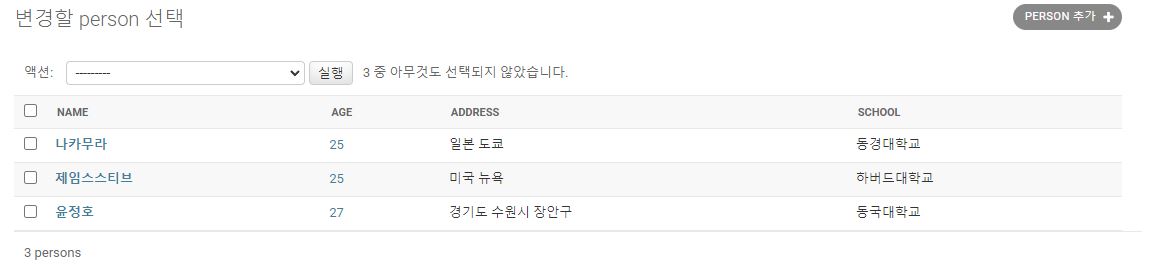 변경할 person 선택
PERSON 추가 +
액션: --------- 실행 3 중 아무것도 선택되지 않았습니다.
NAME AGE ADDRESS SCHOOL
나카무라 25 일본 도쿄 동경대학교
제임스스티브 25 미국 뉴욕 하버드대학교
윤정호 27 경기도 수원시 장안구 동국대학교
3 persons